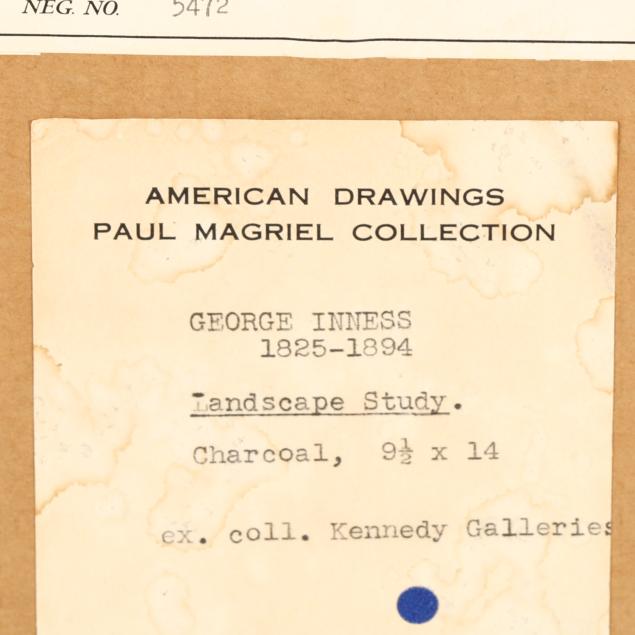 NEG. NO. 5472
AMERICAN DRAWINGS
PAUL MAGRIEL COLLECTION
GEORGE INNESS
1825-1894
Landscape Study.
Charcoal, 9½ x 14
ex. coll. Kennedy Galleries